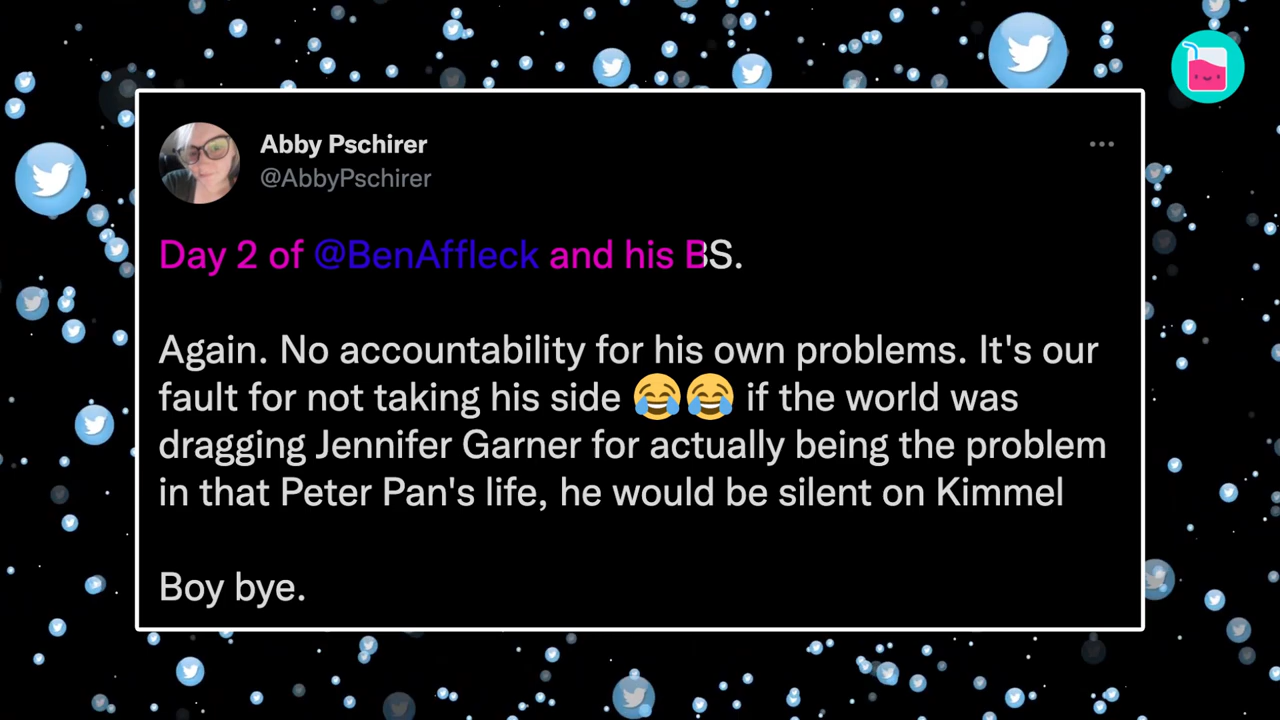 Abby Pschirer
@AbbyPschirer
Day 2 of @BenAffleck and his BS.
Again. No accountability for his own problems. It's our
fault for not taking his side 😂😂 if the world was
dragging Jennifer Garner for actually being the problem
in that Peter Pan's life, he would be silent on Kimmel
Boy bye.